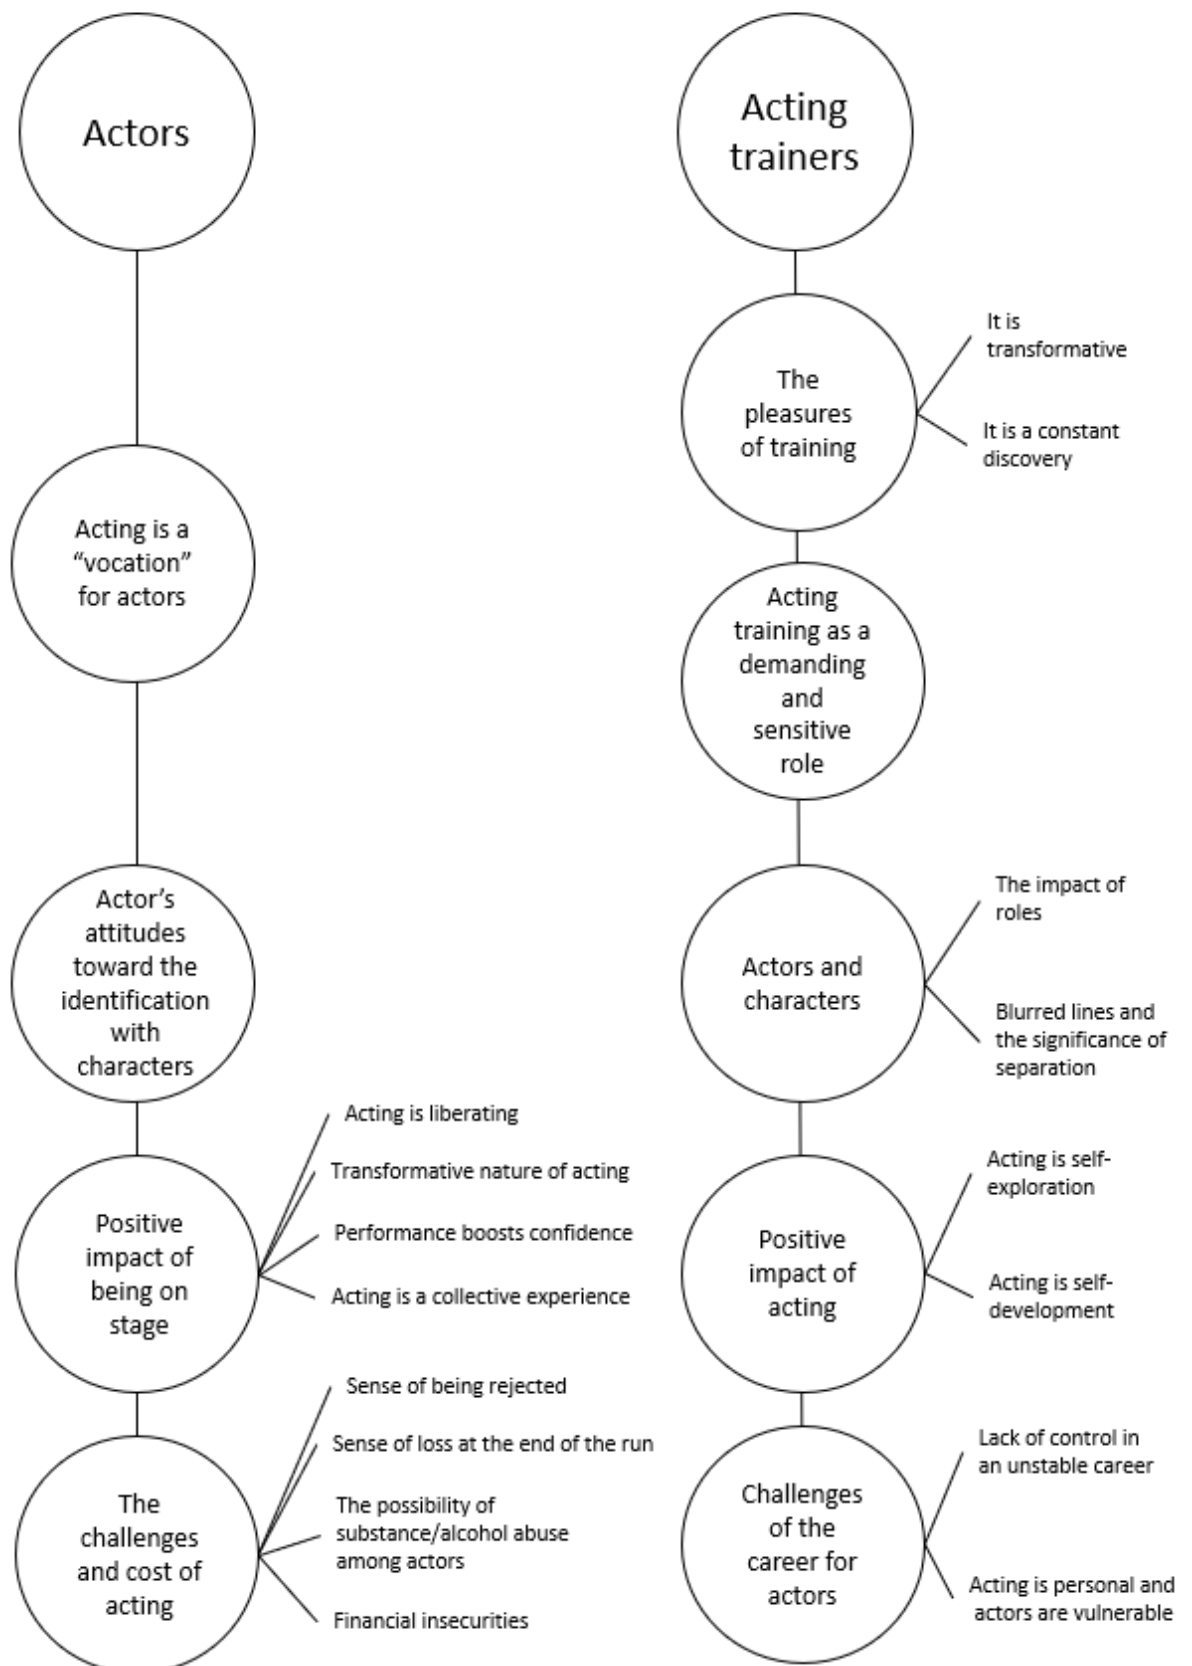 Actors
Acting is a
“vocation”
for actors
Actor’s
attitudes
toward the
identification
with
characters
Positive
impact of
being on
stage
Acting is liberating
Transformative nature of acting
Performance boosts confidence
Acting is a collective experience
The
challenges
and cost of
acting
Sense of being rejected
Sense of loss at the end of the run
The possibility of
substance/alcohol abuse
among actors
Financial insecurities
Acting
trainers
The
pleasures
of training
It is
transformative
It is a constant
discovery
Acting
training as a
demanding
and
sensitive
role
Actors and
characters
The impact of
roles
Blurred lines and
the significance of
separation
Positive
impact of
acting
Acting is self-
exploration
Acting is self-
development
Challenges
of the
career for
actors
Lack of control in
an unstable career
Acting is personal and
actors are vulnerable